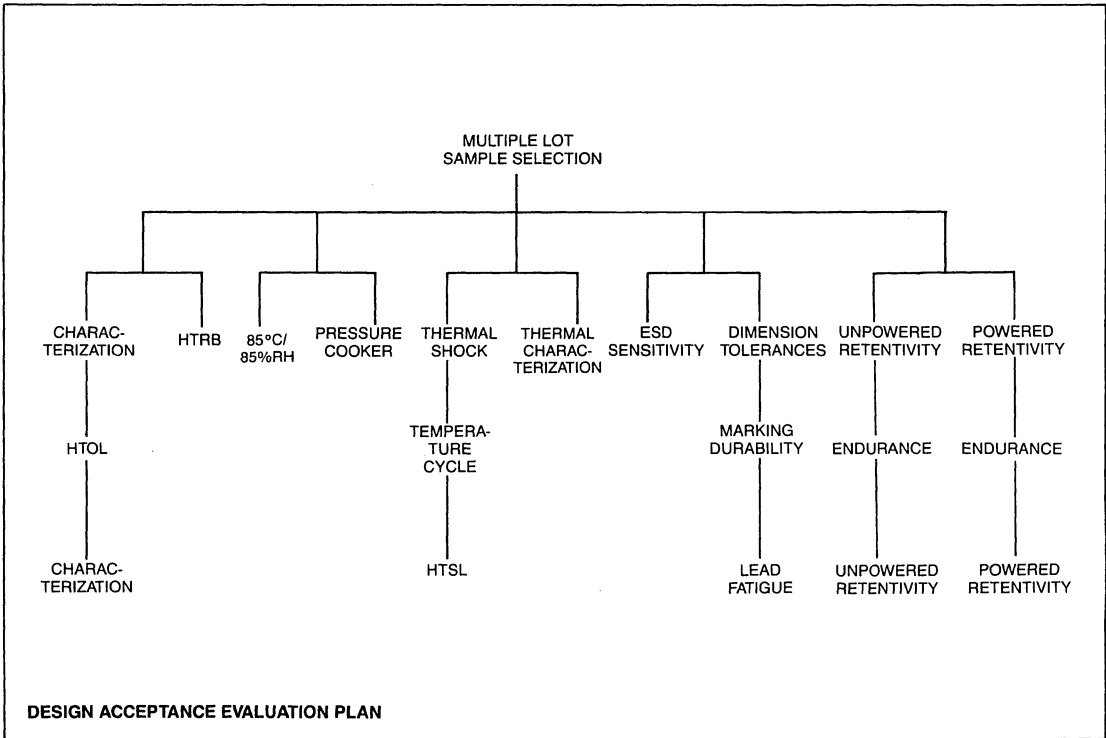 MULTIPLE LOT
SAMPLE SELECTION
CHARAC-
TERIZATION
HTRB
85°C/
85%RH
PRESSURE
COOKER
THERMAL
SHOCK
THERMAL
CHARAC-
TERIZATION
ESD
SENSITIVITY
DIMENSION
TOLERANCES
UNPOWERED
RETENTIVITY
POWERED
RETENTIVITY
HTOL
TEMPERA-
TURE
CYCLE
MARKING
DURABILITY
ENDURANCE
ENDURANCE
CHARAC-
TERIZATION
HTSL
LEAD
FATIGUE
UNPOWERED
RETENTIVITY
POWERED
RETENTIVITY
DESIGN ACCEPTANCE EVALUATION PLAN